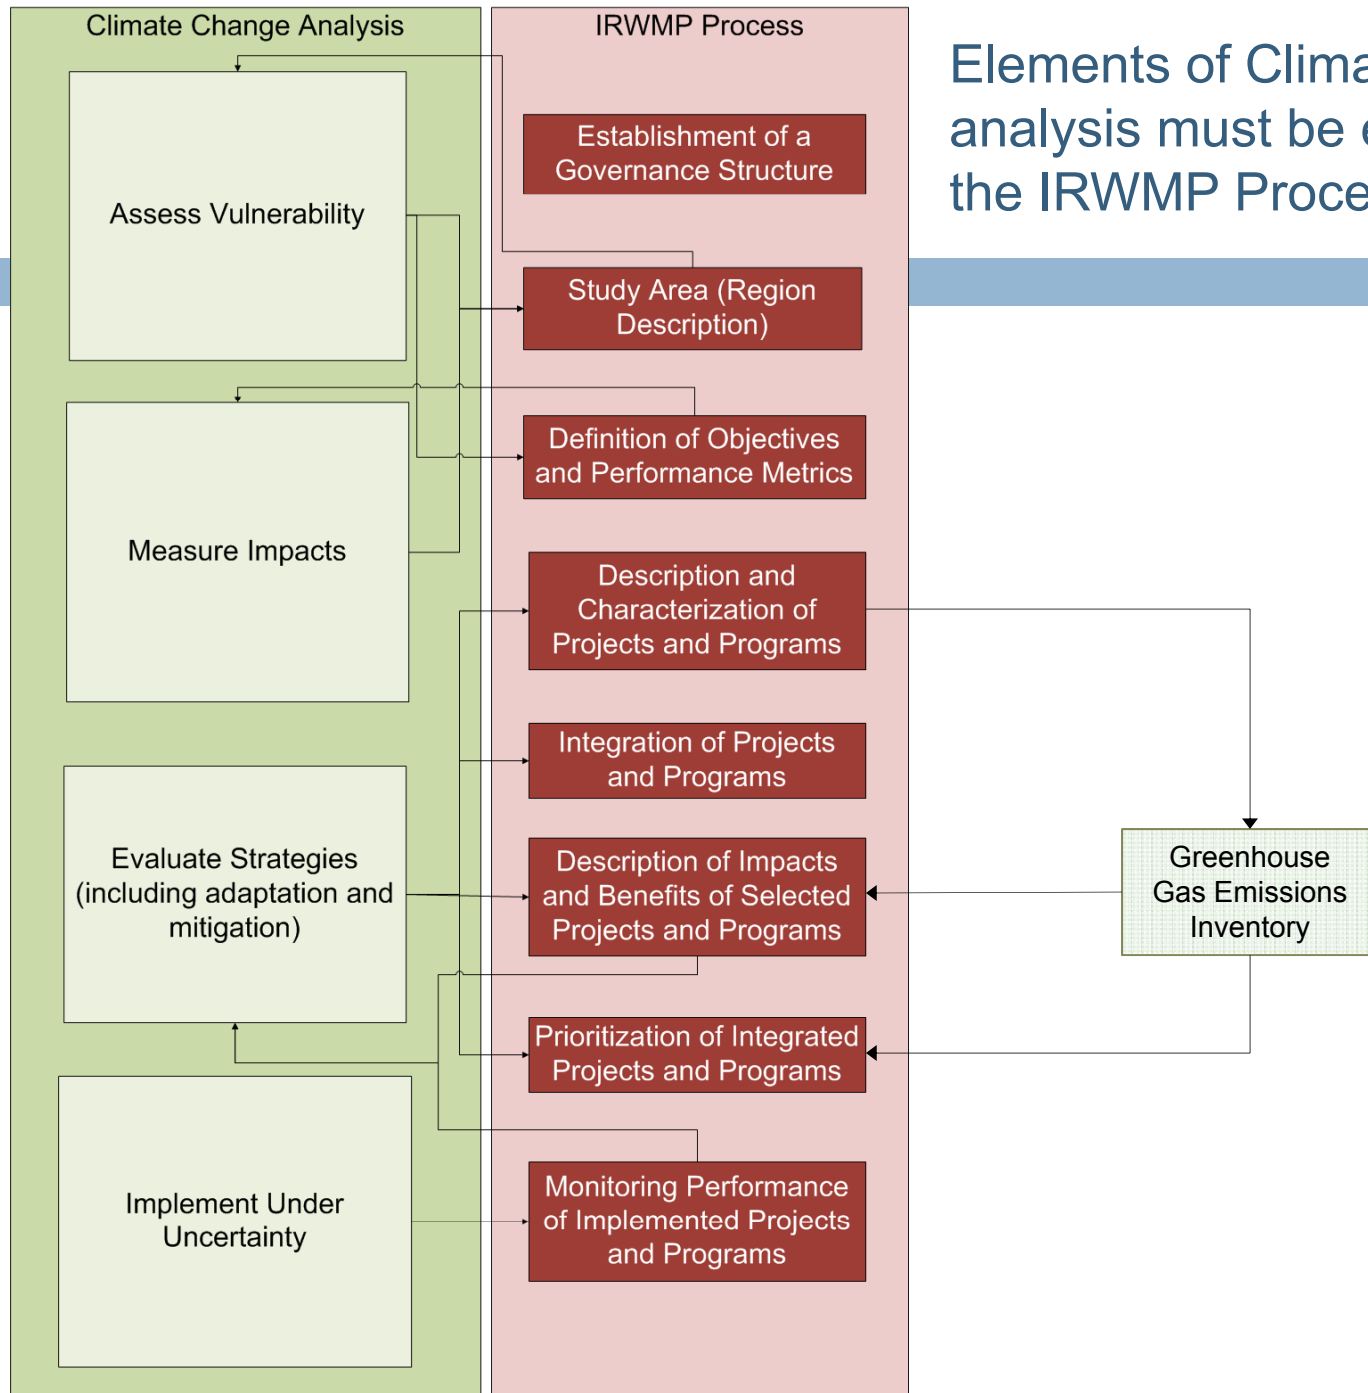 Climate Change Analysis
Assess Vulnerability
Measure Impacts
Evaluate Strategies
(including adaptation and
mitigation)
Implement Under
Uncertainty
IRWMP Process
Establishment of a
Governance Structure
Study Area (Region
Description)
Definition of Objectives
and Performance Metrics
Description and
Characterization of
Projects and Programs
Integration of Projects
and Programs
Description of Impacts
and Benefits of Selected
Projects and Programs
Prioritization of Integrated
Projects and Programs
Monitoring Performance
of Implemented Projects
and Programs
Elements of
analysis must be
the IRWMP
Greenhouse
Gas Emissions
Inventory